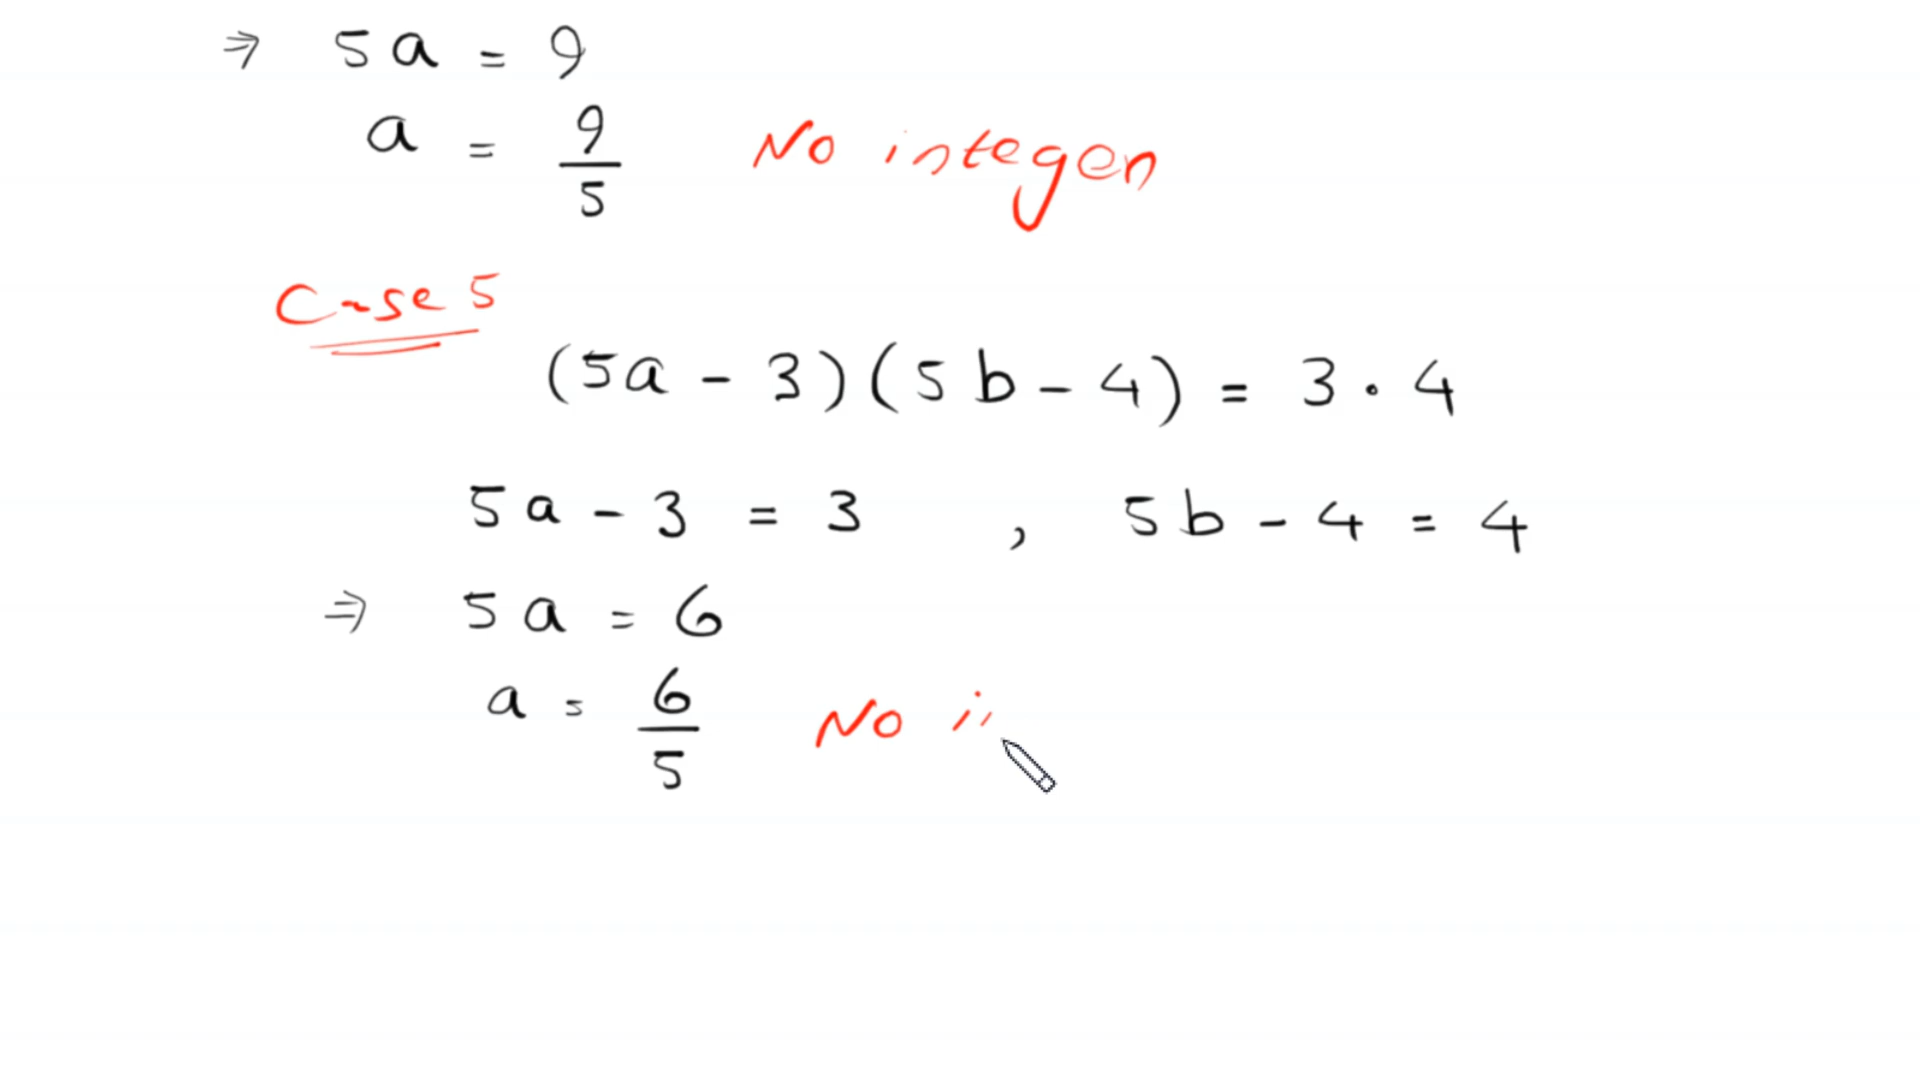 ⇒ 5a = 9
a = 9/5 No integer
Case 5
(5a - 3)(5b - 4) = 3 · 4
5a - 3 = 3 , 5b - 4 = 4
⇒ 5a = 6
a = 6/5 No i